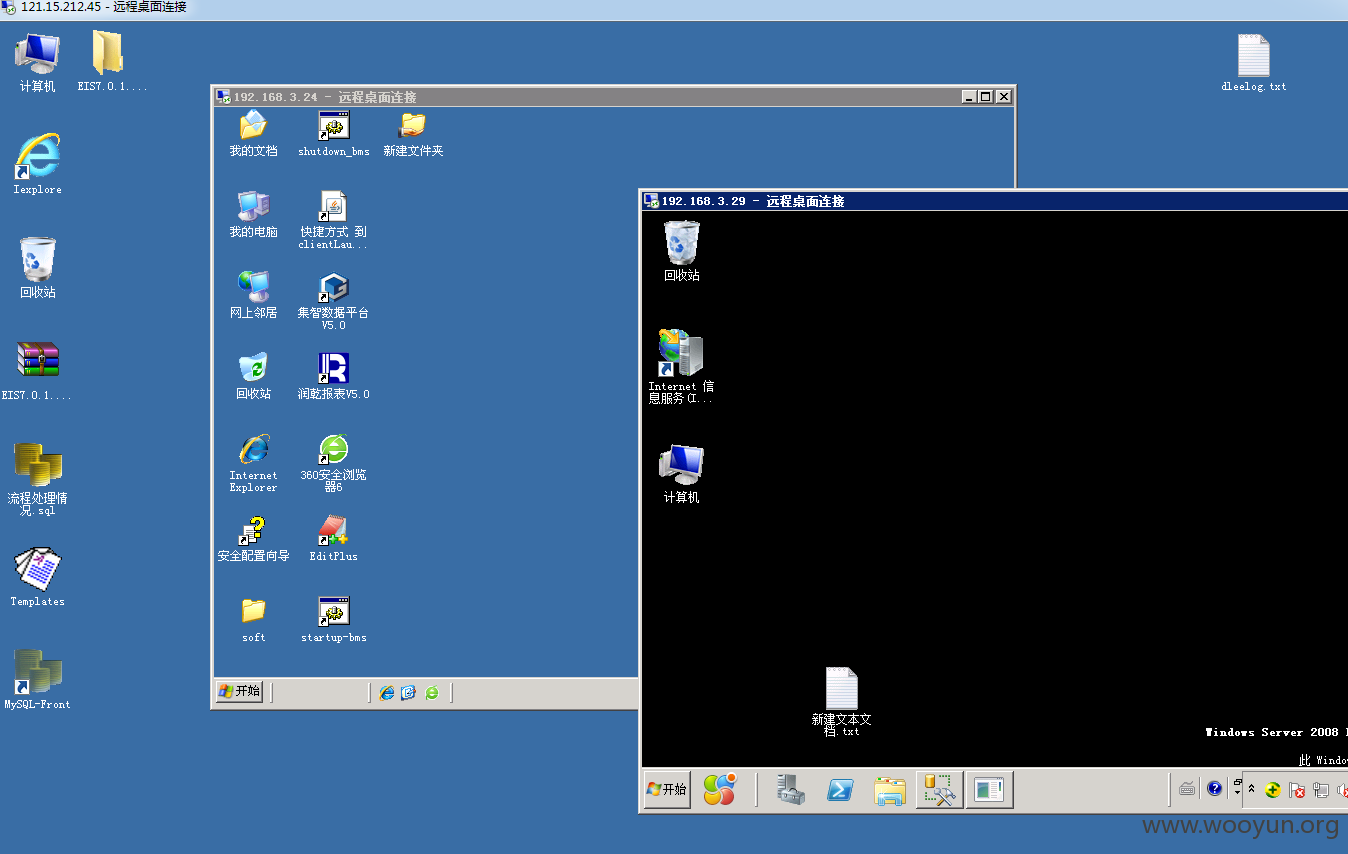 121.15.212.45 - 远程桌面连接
计算机
EIS7.0.1....
dleelog.txt
Iexplore
回收站
EIS7.0.1....
流程处理情
况.sql
Templates
MySQL-Front
192.168.3.24 - 远程桌面连接
我的文档
shutdown_bms
新建文件夹
我的电脑
快捷方式 到
clientLau...
网上邻居
集智数据平台
V5.0
回收站
润乾报表V5.0
Internet
Explorer
360安全浏览
器6
安全配置向导
EditPlus
soft
startup-bms
开始
192.168.3.29 - 远程桌面连接
回收站
Internet 信
息服务(I...
计算机
新建文本文
档.txt
Windows Server 2008
此 Windo
开始
www.wooyun.org